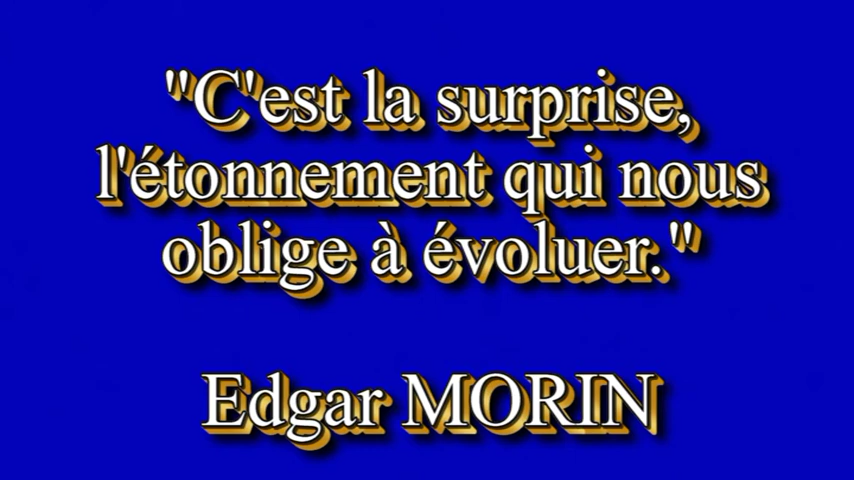 "C'est la surprise,
l'étonnement qui nous
oblige à évoluer."
Edgar MORIN